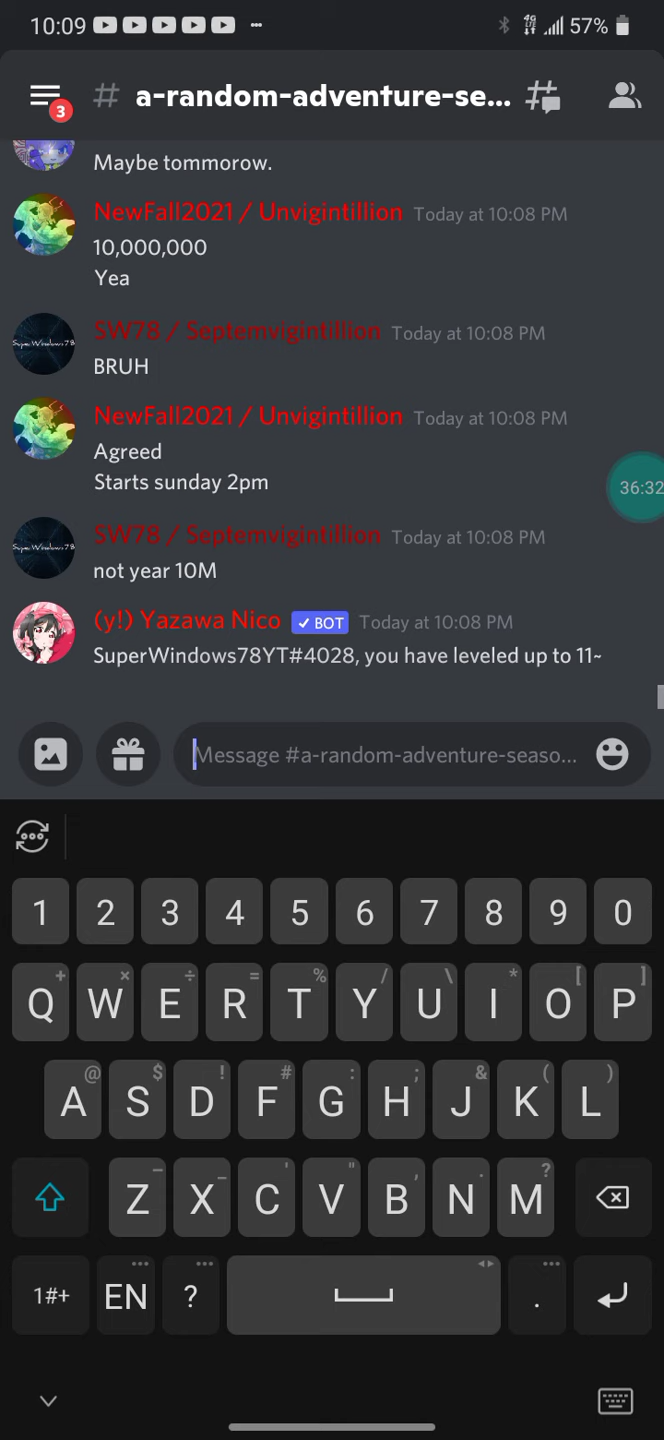 10:09
4G
57%
3
# a-random-adventure-se...
Maybe tommorow.
NewFall2021 / Unvigintillion Today at 10:08 PM
10,000,000
Yea
SW78 / Septemvigintillion Today at 10:08 PM
BRUH
NewFall2021 / Unvigintillion Today at 10:08 PM
Agreed
Starts sunday 2pm
36:32
SW78 / Septemvigintillion Today at 10:08 PM
not year 10M
(y!) Yazawa Nico ✓ BOT Today at 10:08 PM
SuperWindows78YT#4028, you have leveled up to 11~
Message #a-random-adventure-seaso...
1 2 3 4 5 6 7 8 9 0
+ × ÷ = % / \ * [ ]
Q W E R T Y U I O P
@ $ ! # : ; & ( )
A S D F G H J K L
- _ ' " , . ?
Z X C V B N M
1#+ EN ? .